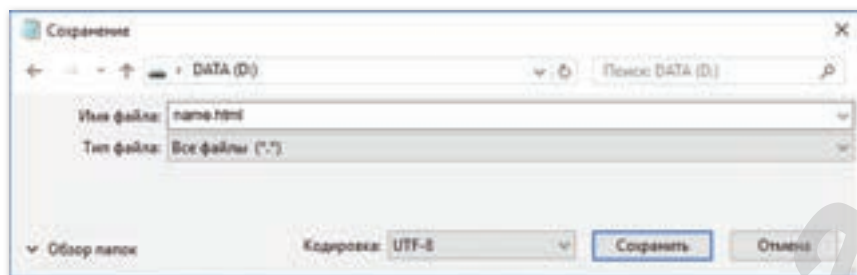 Сохранение
DATA (D:) Поиск: DATA (D:)
Имя файла: name.html
Тип файла: Все файлы (*.*)
Обзор папок Кодировка: UTF-8 Сохранить Отмена